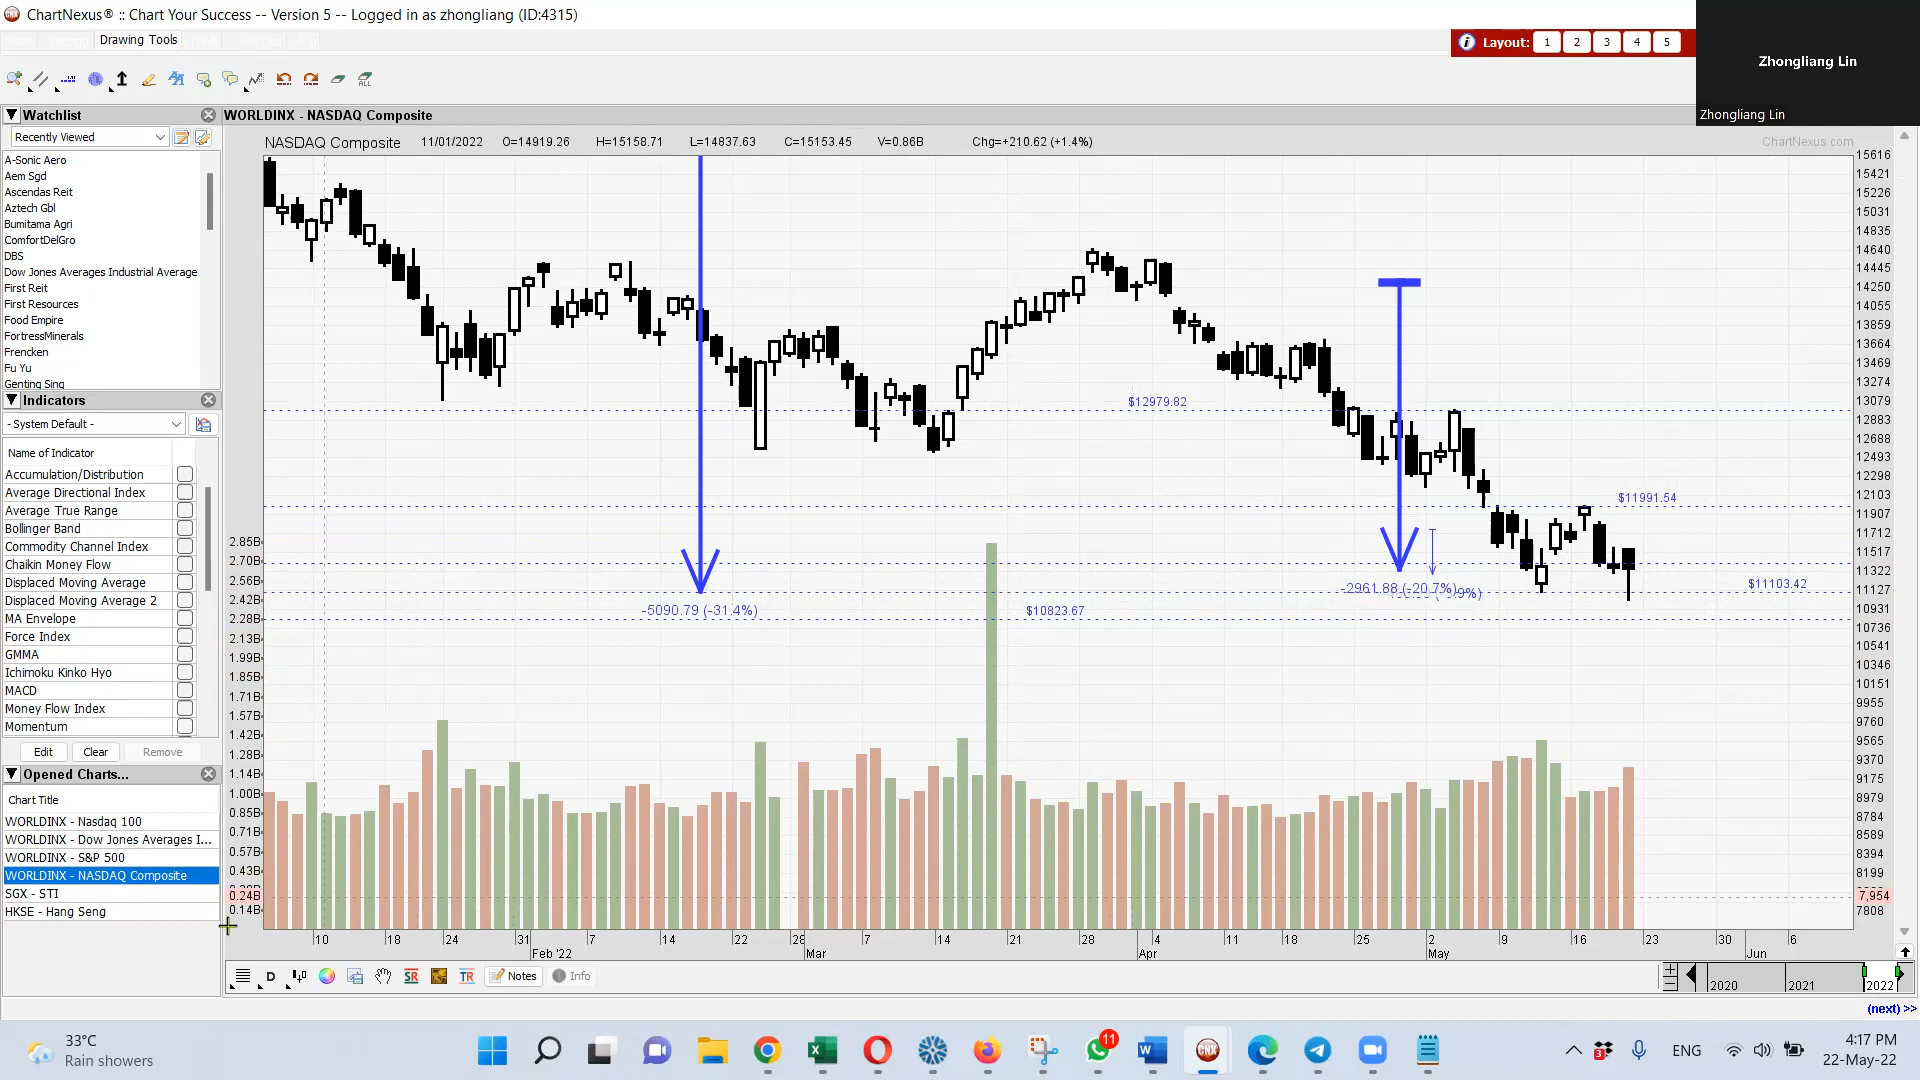 ChartNexus® :: Chart Your Success -- Version 5 -- Logged in as zhongliang (ID:4315)
Drawing Tools
Layout: 1 2 3 4 5
Zhongliang Lin
Zhongliang Lin
Watchlist
Recently Viewed
A-Sonic Aero
Aem Sgd
Ascendas Reit
Aztech Gbl
Bumitama Agri
ComfortDelGro
DBS
Dow Jones Averages Industrial Average
First Reit
First Resources
Food Empire
FortressMinerals
Frencken
Fu Yu
Genting Sing
Indicators
- System Default -
Name of Indicator
Accumulation/Distribution
Average Directional Index
Average True Range
Bollinger Band
Commodity Channel Index
Chaikin Money Flow
Displaced Moving Average
Displaced Moving Average 2
MA Envelope
Force Index
GMMA
Ichimoku Kinko Hyo
MACD
Money Flow Index
Momentum
Edit Clear Remove
Opened Charts...
Chart Title
WORLDINX - Nasdaq 100
WORLDINX - Dow Jones Averages I...
WORLDINX - S&P 500
WORLDINX - NASDAQ Composite
SGX - STI
HKSE - Hang Seng
WORLDINX - NASDAQ Composite
NASDAQ Composite 11/01/2022 O=14919.26 H=15158.71 L=14837.63 C=15153.45 V=0.86B Chg=+210.62 (+1.4%)
ChartNexus.com
15616
15421
15226
15031
14835
14640
14445
14250
14055
13859
13664
13469
13274
13079
12883
12688
12493
12298
12103
11907
11712
11517
11322
11127
10931
10736
10541
10346
10151
9955
9760
9565
9370
9175
8979
8784
8589
8394
8199
7,954
7808
$12979.82
$11991.54
$11103.42
$10823.67
-5090.79 (-31.4%)
-2961.88 (-20.7%)
2.85B
2.70B
2.56B
2.42B
2.28B
2.13B
1.99B
1.85B
1.71B
1.57B
1.42B
1.28B
1.14B
1.00B
0.85B
0.71B
0.57B
0.43B
0.24B
0.14B
10 18 24 31 7 14 22 28 7 14 21 28 4 11 18 25 2 9 16 23 30 6
Feb '22 Mar Apr May Jun
D SR TR Notes Info
2020 2021 2022
(next) >>
33°C
Rain showers
11
W
CNX
3
ENG
4:17 PM
22-May-22